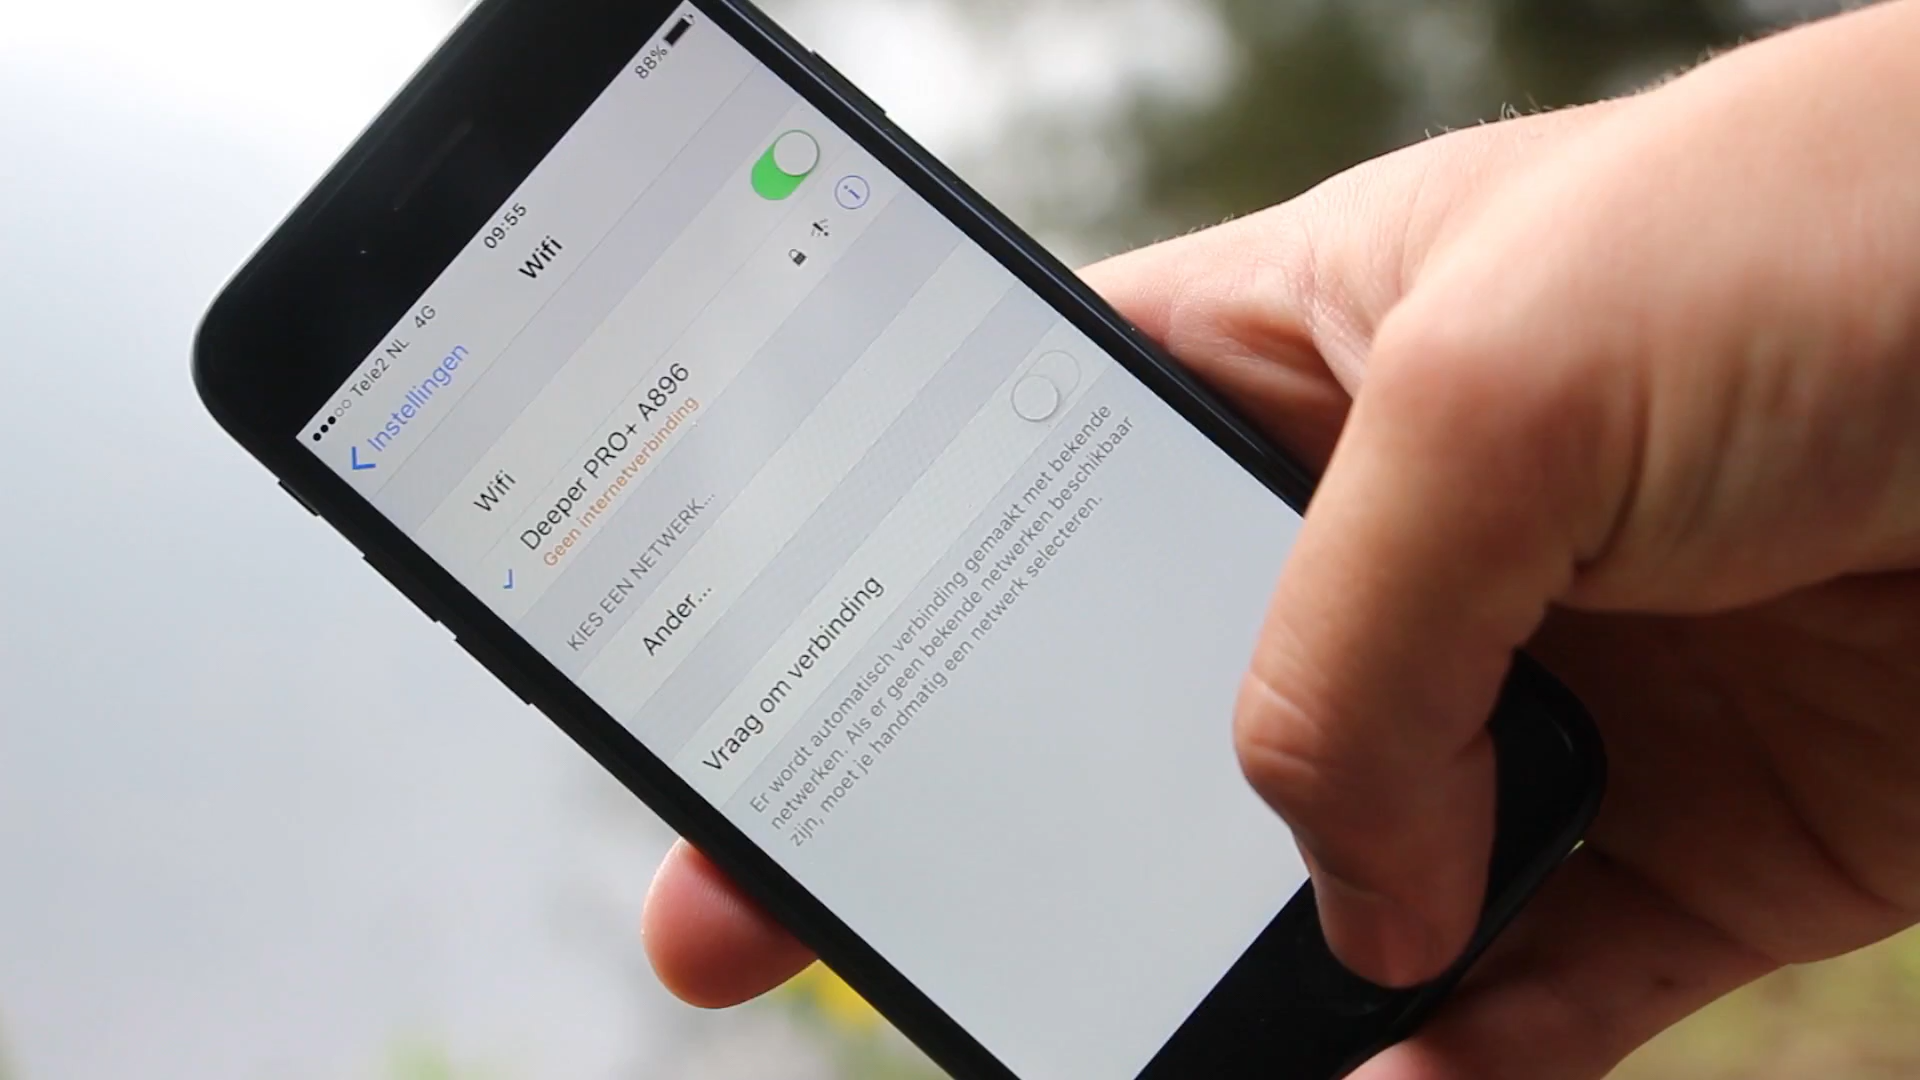 Tele2 NL 4G 09:55 88%
Instellingen Wifi
Wifi
Deeper PRO+ A896
Geen internetverbinding
KIES EEN NETWERK...
Ander...
Vraag om verbinding
Er wordt automatisch verbinding gemaakt met bekende
netwerken. Als er geen bekende netwerken beschikbaar
zijn, moet je handmatig een netwerk selecteren.